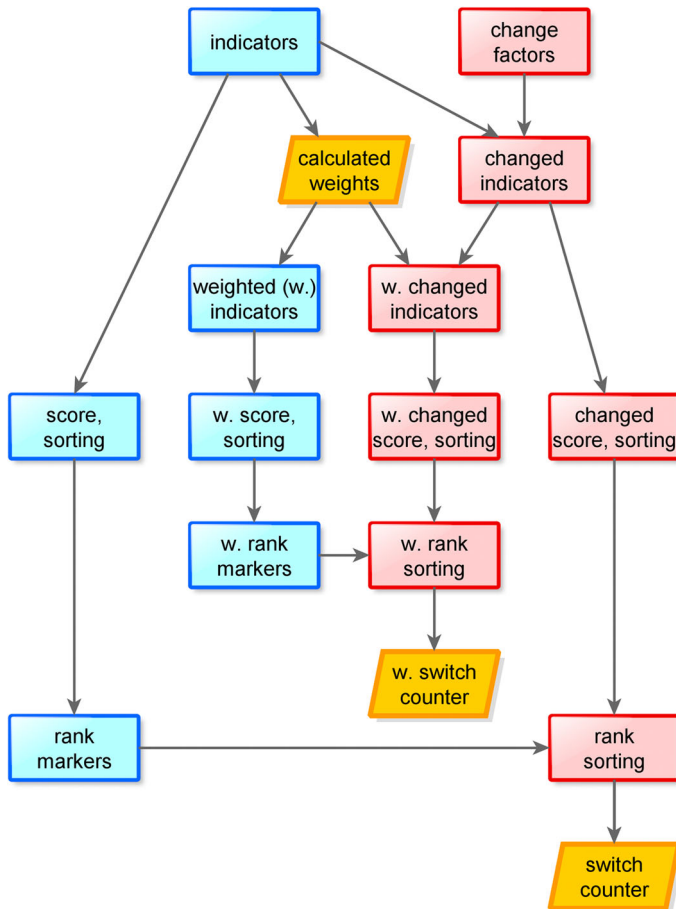 indicators
change
factors
calculated
weights
changed
indicators
weighted (w.)
indicators
w. changed
indicators
score,
sorting
w. score,
sorting
w. changed
score, sorting
changed
score, sorting
w. rank
markers
w. rank
sorting
w. switch
counter
rank
markers
rank
sorting
switch
counter